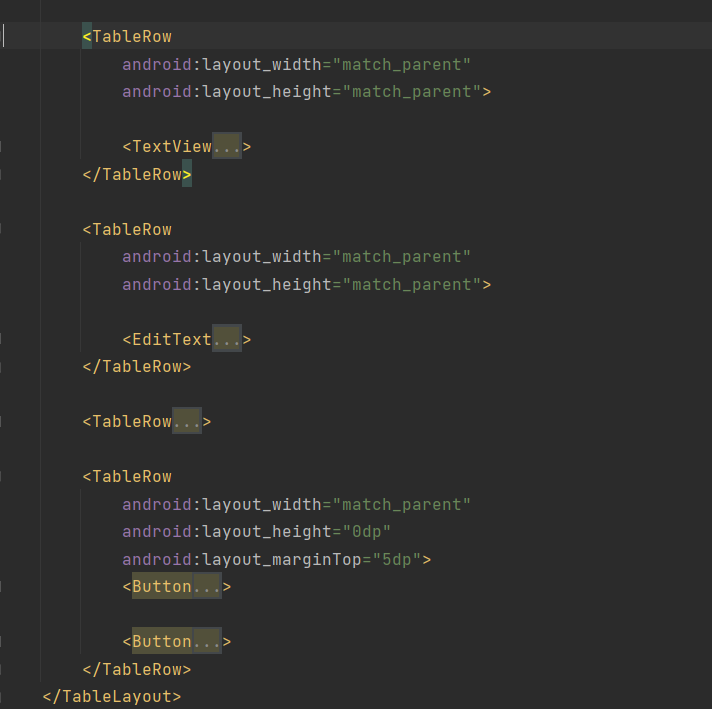 <TableRow
android:layout_width="match_parent"
android:layout_height="match_parent">
<TextView...>
</TableRow>
<TableRow
android:layout_width="match_parent"
android:layout_height="match_parent">
<EditText...>
</TableRow>
<TableRow...>
<TableRow
android:layout_width="match_parent"
android:layout_height="0dp"
android:layout_marginTop="5dp">
<Button...>
<Button...>
</TableRow>
</TableLayout>